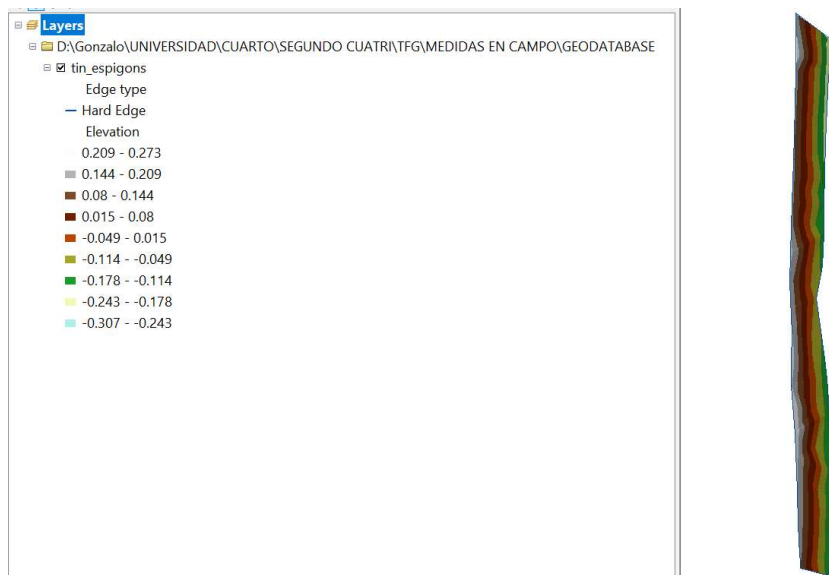 Layers
D:\Gonzalo\UNIVERSIDAD\CUARTO\SEGUNDO CUATRI\TFG\MEDIDAS EN CAMPO\GEODATABASE
tin_espigons
Edge type
Hard Edge
Elevation
0.209 - 0.273
0.144 - 0.209
0.08 - 0.144
0.015 - 0.08
-0.049 - 0.015
-0.114 - -0.049
-0.178 - -0.114
-0.243 - -0.178
-0.307 - -0.243